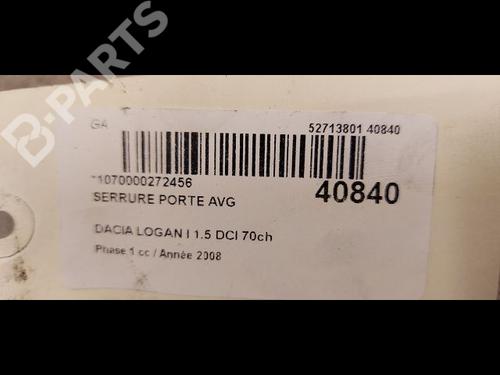 B-PARTS
GA
52713801 40840
*1070000272456
40840
SERRURE PORTE AVG
DACIA LOGAN I 1.5 DCI 70ch
Phase 1 cc / Année 2008